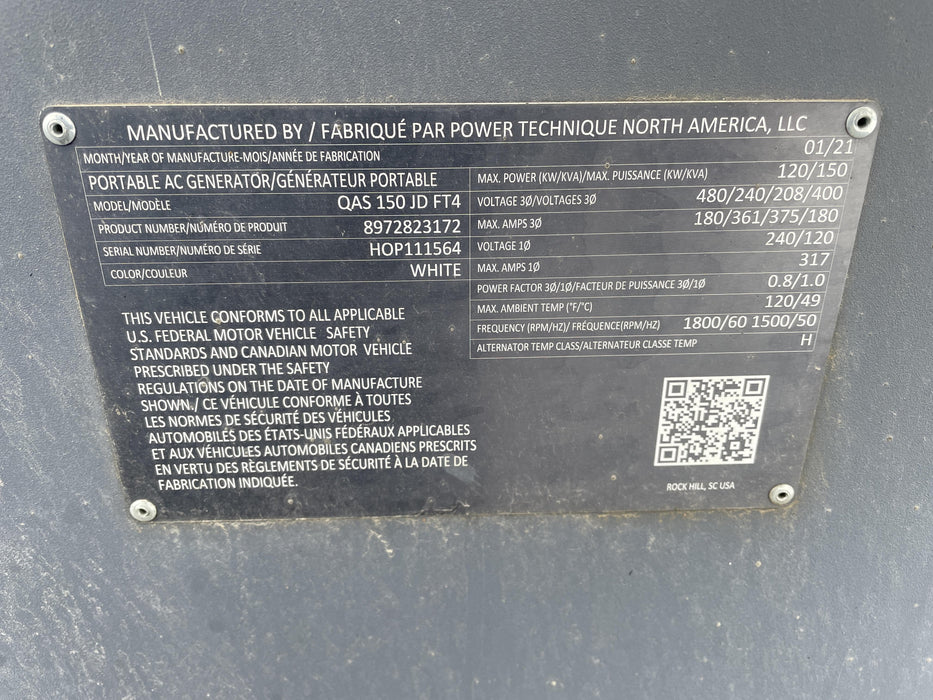 MANUFACTURED BY / FABRIQUÉ PAR POWER TECHNIQUE NORTH AMERICA, LLC
MONTH/YEAR OF MANUFACTURE-MOIS/ANNÉE DE FABRICATION 01/21
PORTABLE AC GENERATOR/GÉNÉRATEUR PORTABLE
MODEL/MODÈLE QAS 150 JD FT4
PRODUCT NUMBER/NÚMÉRO DE PRODUIT 8972823172
SERIAL NUMBER/NUMÉRO DE SÉRIE HOP111564
COLOR/COULEUR WHITE
MAX. POWER (KW/KVA)/MAX. PUISSANCE (KW/KVA) 120/150
VOLTAGE 3Ø/VOLTAGES 3Ø 480/240/208/400
MAX. AMPS 3Ø 180/361/375/180
VOLTAGE 1Ø 240/120
MAX. AMPS 1Ø 317
POWER FACTOR 3Ø/1Ø/FACTEUR DE PUISSANCE 3Ø/1Ø 0.8/1.0
MAX. AMBIENT TEMP (°F/°C) 120/49
FREQUENCY (RPM/HZ)/ FRÉQUENCE(RPM/HZ) 1800/60 1500/50
ALTERNATOR TEMP CLASS/ALTERNATEUR CLASSE TEMP H
THIS VEHICLE CONFORMS TO ALL APPLICABLE
U.S. FEDERAL MOTOR VEHICLE SAFETY
STANDARDS AND CANADIAN MOTOR VEHICLE
PRESCRIBED UNDER THE SAFETY
REGULATIONS ON THE DATE OF MANUFACTURE
SHOWN./ CE VÉHICULE CONFORME À TOUTES
LES NORMES DE SÉCURITÉ DES VÉHICULES
AUTOMOBILES DES ÉTATS-UNIS FÉDÉRAUX APPLICABLES
ET AUX VÉHICULES AUTOMOBILES CANADIENS PRESCRITS
EN VERTU DES RÈGLEMENTS DE SÉCURITÉ À LA DATE DE
FABRICATION INDIQUÉE.
ROCK HILL, SC USA